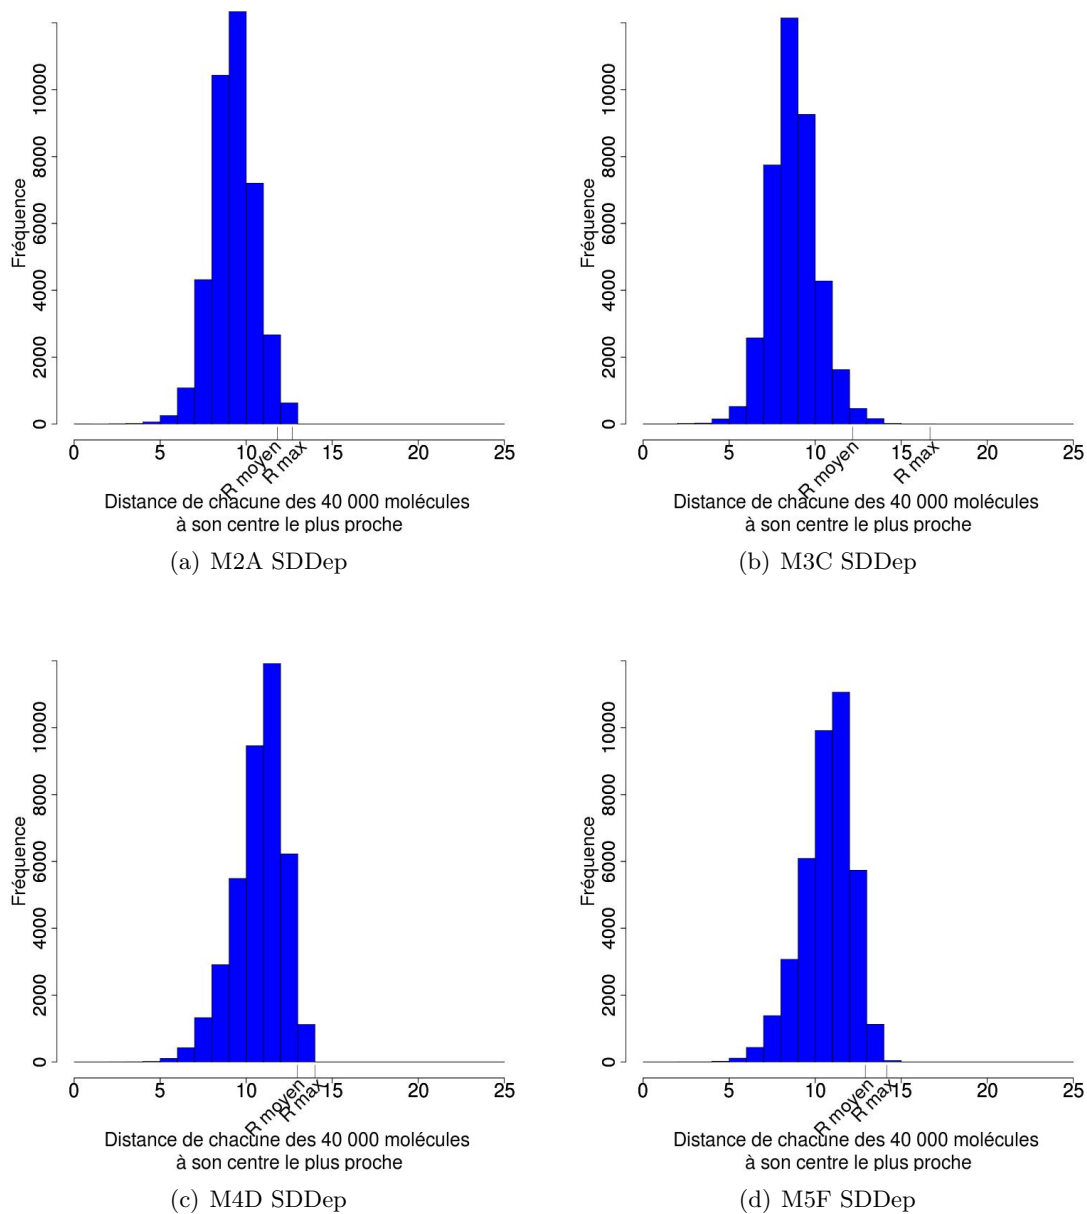 Fréquence
0 2000 4000 6000 8000 10000
0 5 10 15 20 25
R moyen R max
Distance de chacune des 40 000 molécules
à son centre le plus proche
(a) M2A SDDep
Fréquence
0 2000 4000 6000 8000 10000
0 5 10 15 20 25
R moyen R max
Distance de chacune des 40 000 molécules
à son centre le plus proche
(b) M3C SDDep
Fréquence
0 2000 4000 6000 8000 10000
0 5 10 15 20 25
R moyen R max
Distance de chacune des 40 000 molécules
à son centre le plus proche
(c) M4D SDDep
Fréquence
0 2000 4000 6000 8000 10000
0 5 10 15 20 25
R moyen R max
Distance de chacune des 40 000 molécules
à son centre le plus proche
(d) M5F SDDep